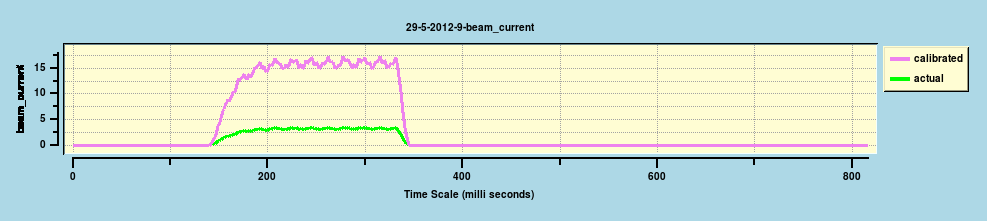 29-5-2012-9-beam_current
calibrated
actual
beam_current
15
10
5
0
0 200 400 600 800
Time Scale (milli seconds)